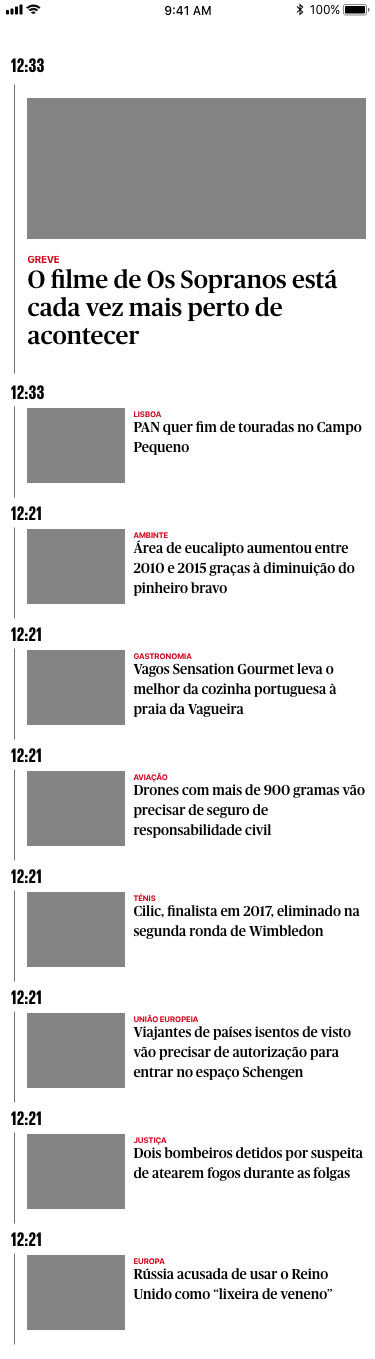 9:41 AM
100%
12:33
GREVE
O filme de Os Sopranos está
cada vez mais perto de
acontecer
12:33
LISBOA
PAN quer fim de touradas no Campo
Pequeno
12:21
AMBINTE
Área de eucalipto aumentou entre
2010 e 2015 graças à diminuição do
pinheiro bravo
12:21
GASTRONOMIA
Vagos Sensation Gourmet leva o
melhor da cozinha portuguesa à
praia da Vagueira
12:21
AVIAÇÃO
Drones com mais de 900 gramas vão
precisar de seguro de
responsabilidade civil
12:21
TÉNIS
Cilic, finalista em 2017, eliminado na
segunda ronda de Wimbledon
12:21
UNIÃO EUROPEIA
Viajantes de países isentos de visto
vão precisar de autorização para
entrar no espaço Schengen
12:21
JUSTIÇA
Dois bombeiros detidos por suspeita
de atearem fogos durante as folgas
12:21
EUROPA
Rússia acusada de usar o Reino
Unido como “lixeira de veneno”